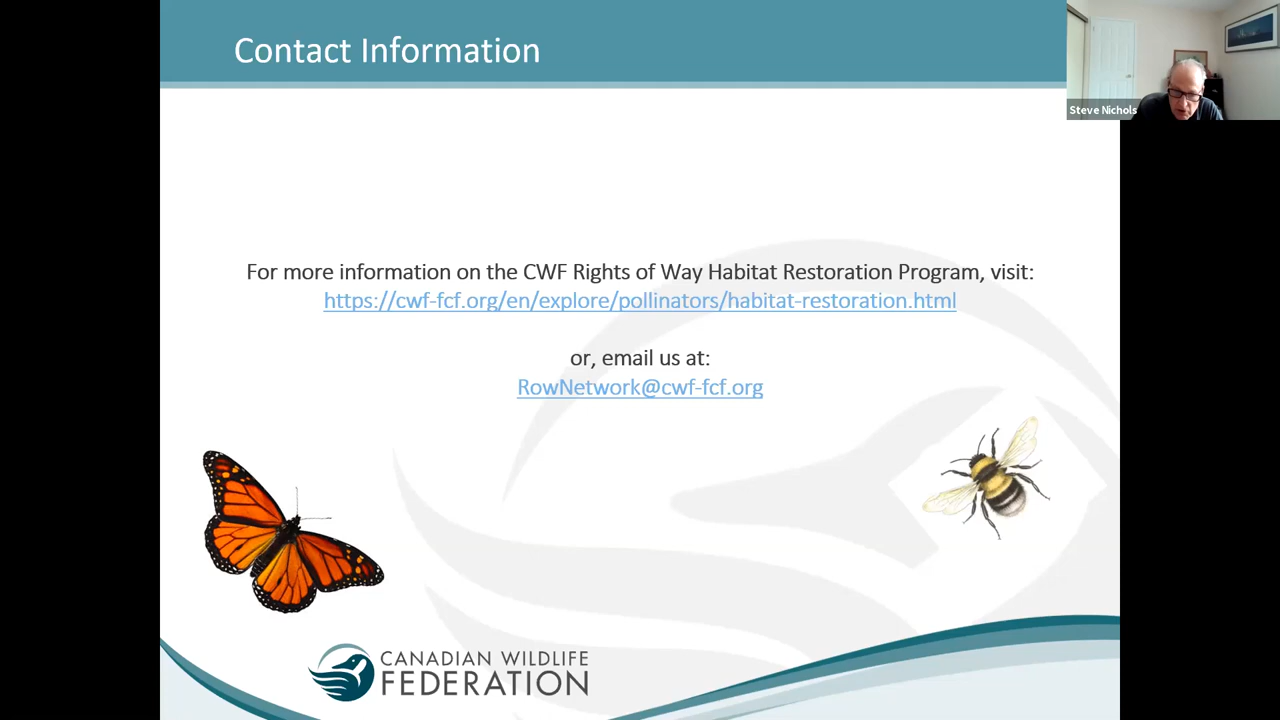 Contact Information
Steve Nichols
For more information on the CWF Rights of Way Habitat Restoration Program, visit:
https://cwf-fcf.org/en/explore/pollinators/habitat-restoration.html
or, email us at:
RowNetwork@cwf-fcf.org
CANADIAN WILDLIFE
FEDERATION